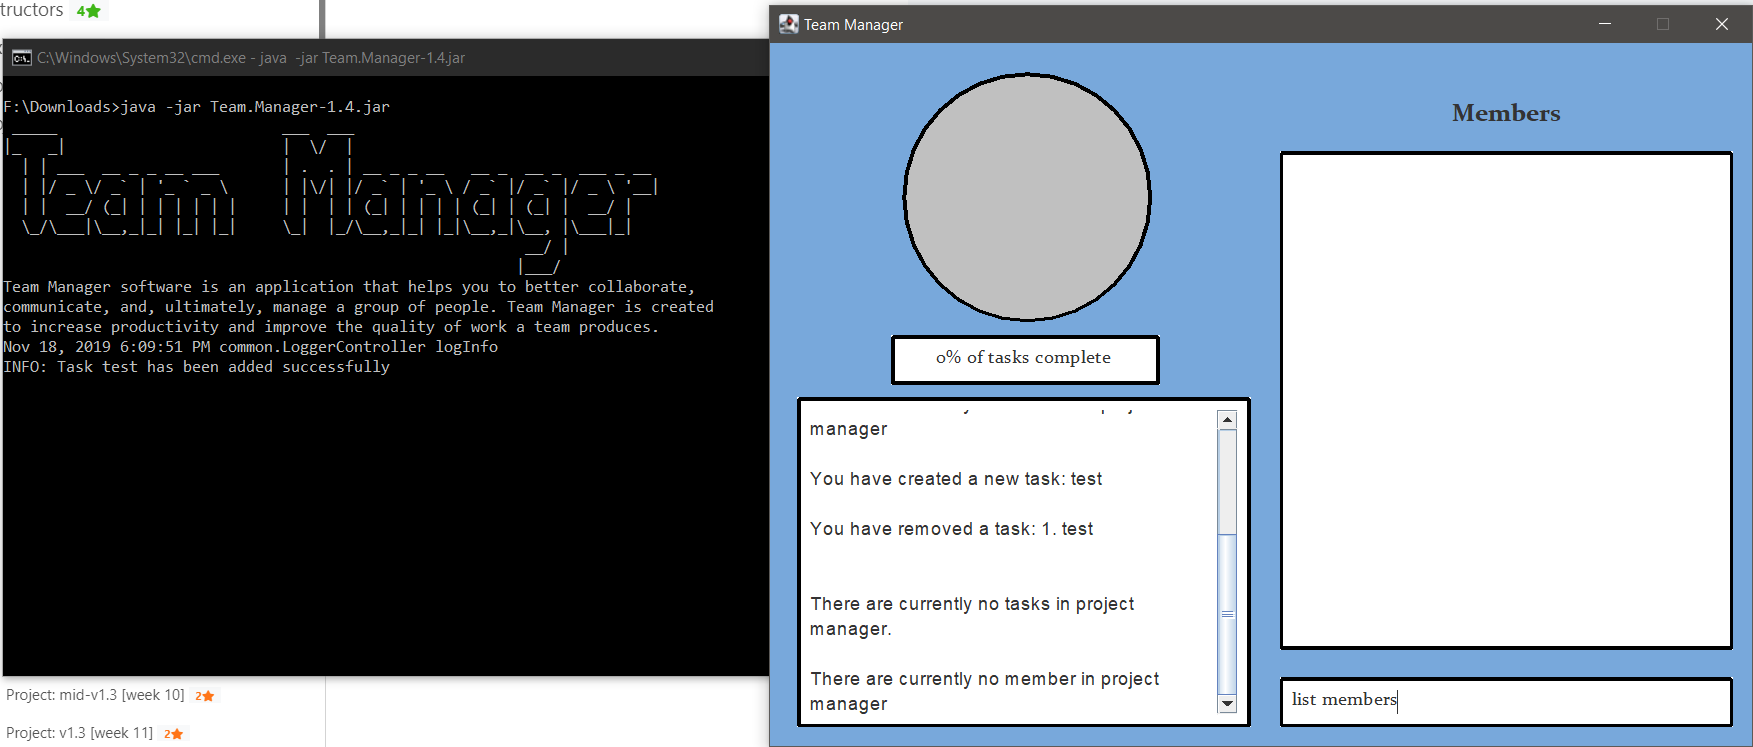 tructors 4
C:\Windows\System32\cmd.exe - java  -jar Team.Manager-1.4.jar
F:\Downloads>java -jar Team.Manager-1.4.jar
Team Manager
Team Manager software is an application that helps you to better collaborate,
communicate, and, ultimately, manage a group of people. Team Manager is created
to increase productivity and improve the quality of work a team produces.
Nov 18, 2019 6:09:51 PM common.LoggerController logInfo
INFO: Task test has been added successfully
Project: mid-v1.3 [week 10] 2
Project: v1.3 [week 11] 2
Team Manager
0% of tasks complete
manager
You have created a new task: test
You have removed a task: 1. test
There are currently no tasks in project
manager.
There are currently no member in project
manager
Members
list members